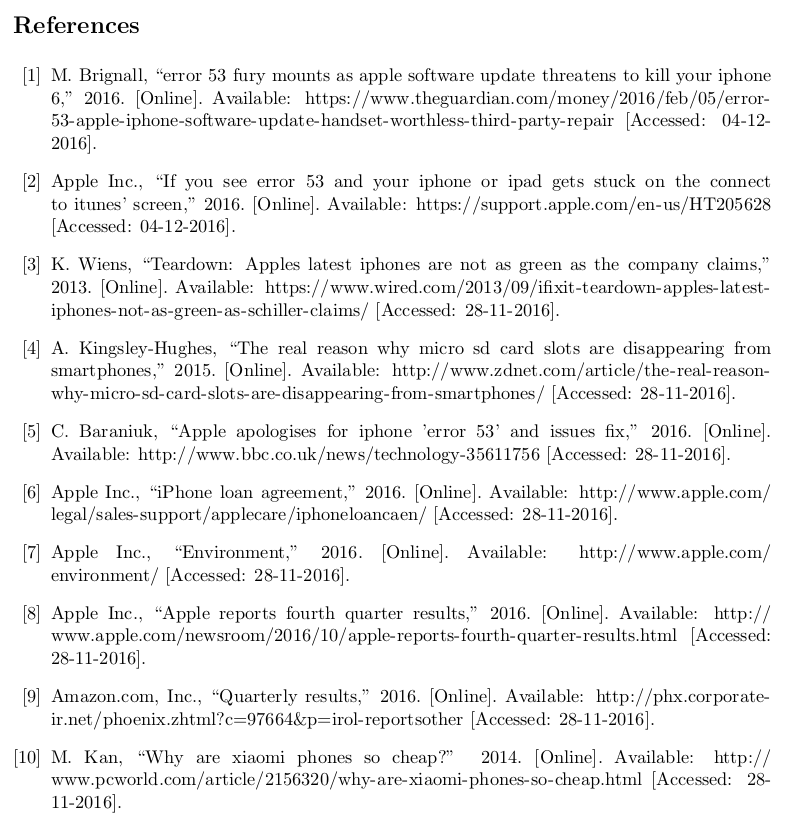 References
[1] M. Brignall, “error 53 fury mounts as apple software update threatens to kill your iphone
6,” 2016. [Online]. Available: https://www.theguardian.com/money/2016/feb/05/error-
53-apple-iphone-software-update-handset-worthless-third-party-repair [Accessed: 04-12-
2016].
[2] Apple Inc., “If you see error 53 and your iphone or ipad gets stuck on the connect
to itunes’ screen,” 2016. [Online]. Available: https://support.apple.com/en-us/HT205628
[Accessed: 04-12-2016].
[3] K. Wiens, “Teardown: Apples latest iphones are not as green as the company claims,”
2013. [Online]. Available: https://www.wired.com/2013/09/ifixit-teardown-apples-latest-
iphones-not-as-green-as-schiller-claims/ [Accessed: 28-11-2016].
[4] A. Kingsley-Hughes, “The real reason why micro sd card slots are disappearing from
smartphones,” 2015. [Online]. Available: http://www.zdnet.com/article/the-real-reason-
why-micro-sd-card-slots-are-disappearing-from-smartphones/ [Accessed: 28-11-2016].
[5] C. Baraniuk, “Apple apologises for iphone ’error 53’ and issues fix,” 2016. [Online].
Available: http://www.bbc.co.uk/news/technology-35611756 [Accessed: 28-11-2016].
[6] Apple Inc., “iPhone loan agreement,” 2016. [Online]. Available: http://www.apple.com/
legal/sales-support/applecare/iphoneloancaen/ [Accessed: 28-11-2016].
[7] Apple Inc., “Environment,” 2016. [Online]. Available: http://www.apple.com/
environment/ [Accessed: 28-11-2016].
[8] Apple Inc., “Apple reports fourth quarter results,” 2016. [Online]. Available: http://
www.apple.com/newsroom/2016/10/apple-reports-fourth-quarter-results.html [Accessed:
28-11-2016].
[9] Amazon.com, Inc., “Quarterly results,” 2016. [Online]. Available: http://phx.corporate-
ir.net/phoenix.zhtml?c=97664&p=irol-reportsother [Accessed: 28-11-2016].
[10] M. Kan, “Why are xiaomi phones so cheap?” 2014. [Online]. Available: http://
www.pcworld.com/article/2156320/why-are-xiaomi-phones-so-cheap.html [Accessed: 28-
11-2016].